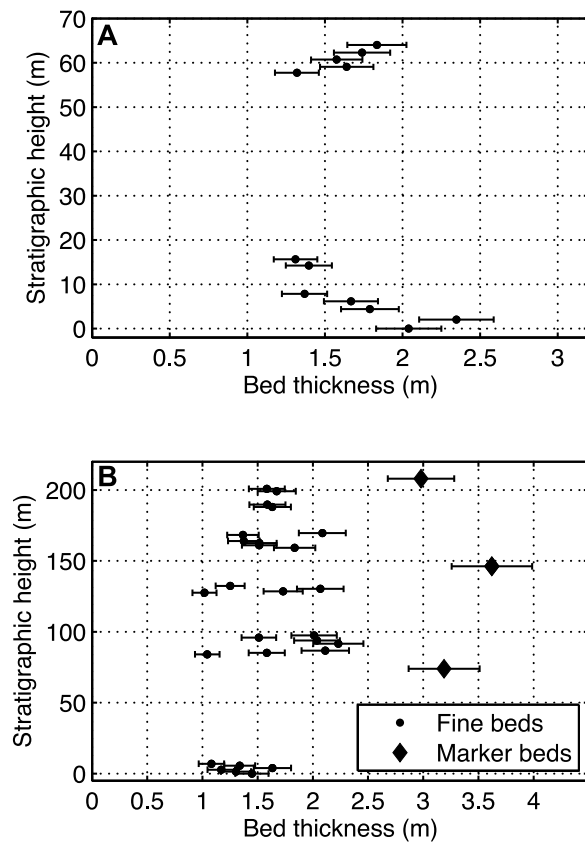 A
70
60
50
40
30
20
10
0
Stratigraphic height (m)
0 0.5 1 1.5 2 2.5 3
Bed thickness (m)
B
200
150
100
50
0
Stratigraphic height (m)
Fine beds
Marker beds
0 0.5 1 1.5 2 2.5 3 3.5 4
Bed thickness (m)